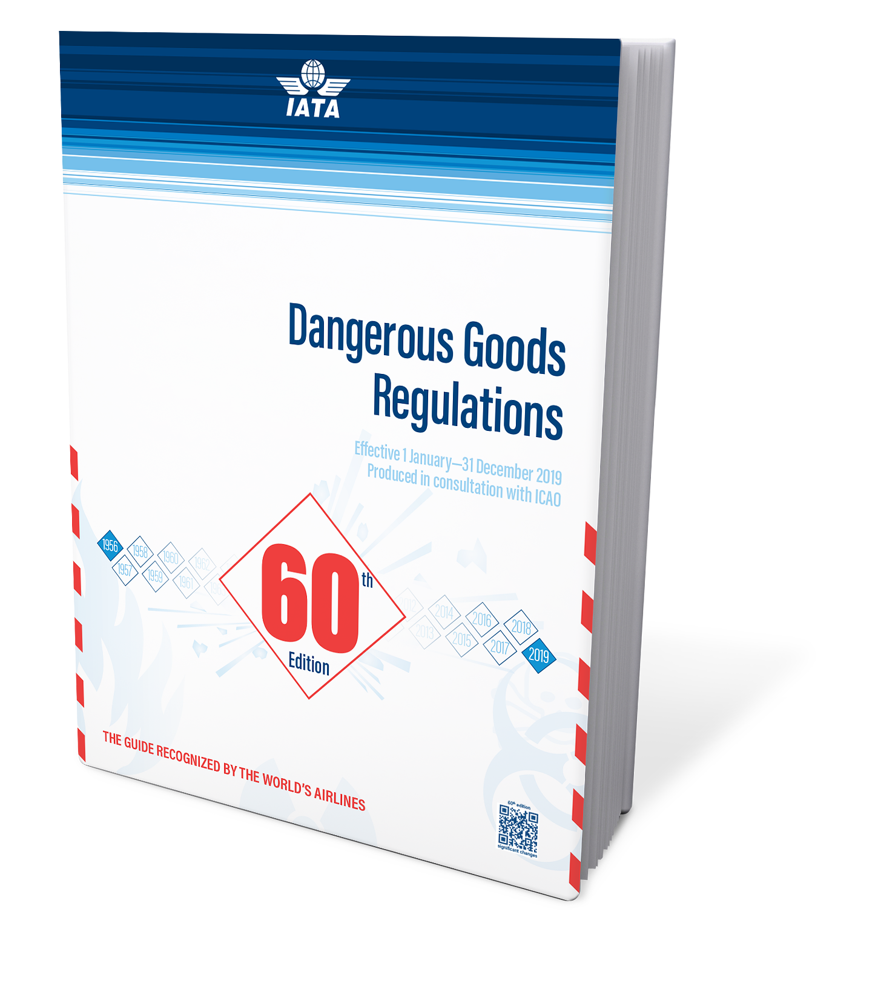 IATA
Dangerous Goods
Regulations
Effective 1 January—31 December 2019
Produced in consultation with ICAO
1956
1958
1960
1962
1957
1959
1961
1963
60th
Edition
2012
2014
2016
2018
2013
2015
2017
2019
THE GUIDE RECOGNIZED BY THE WORLD'S AIRLINES
60th edition
significant changes